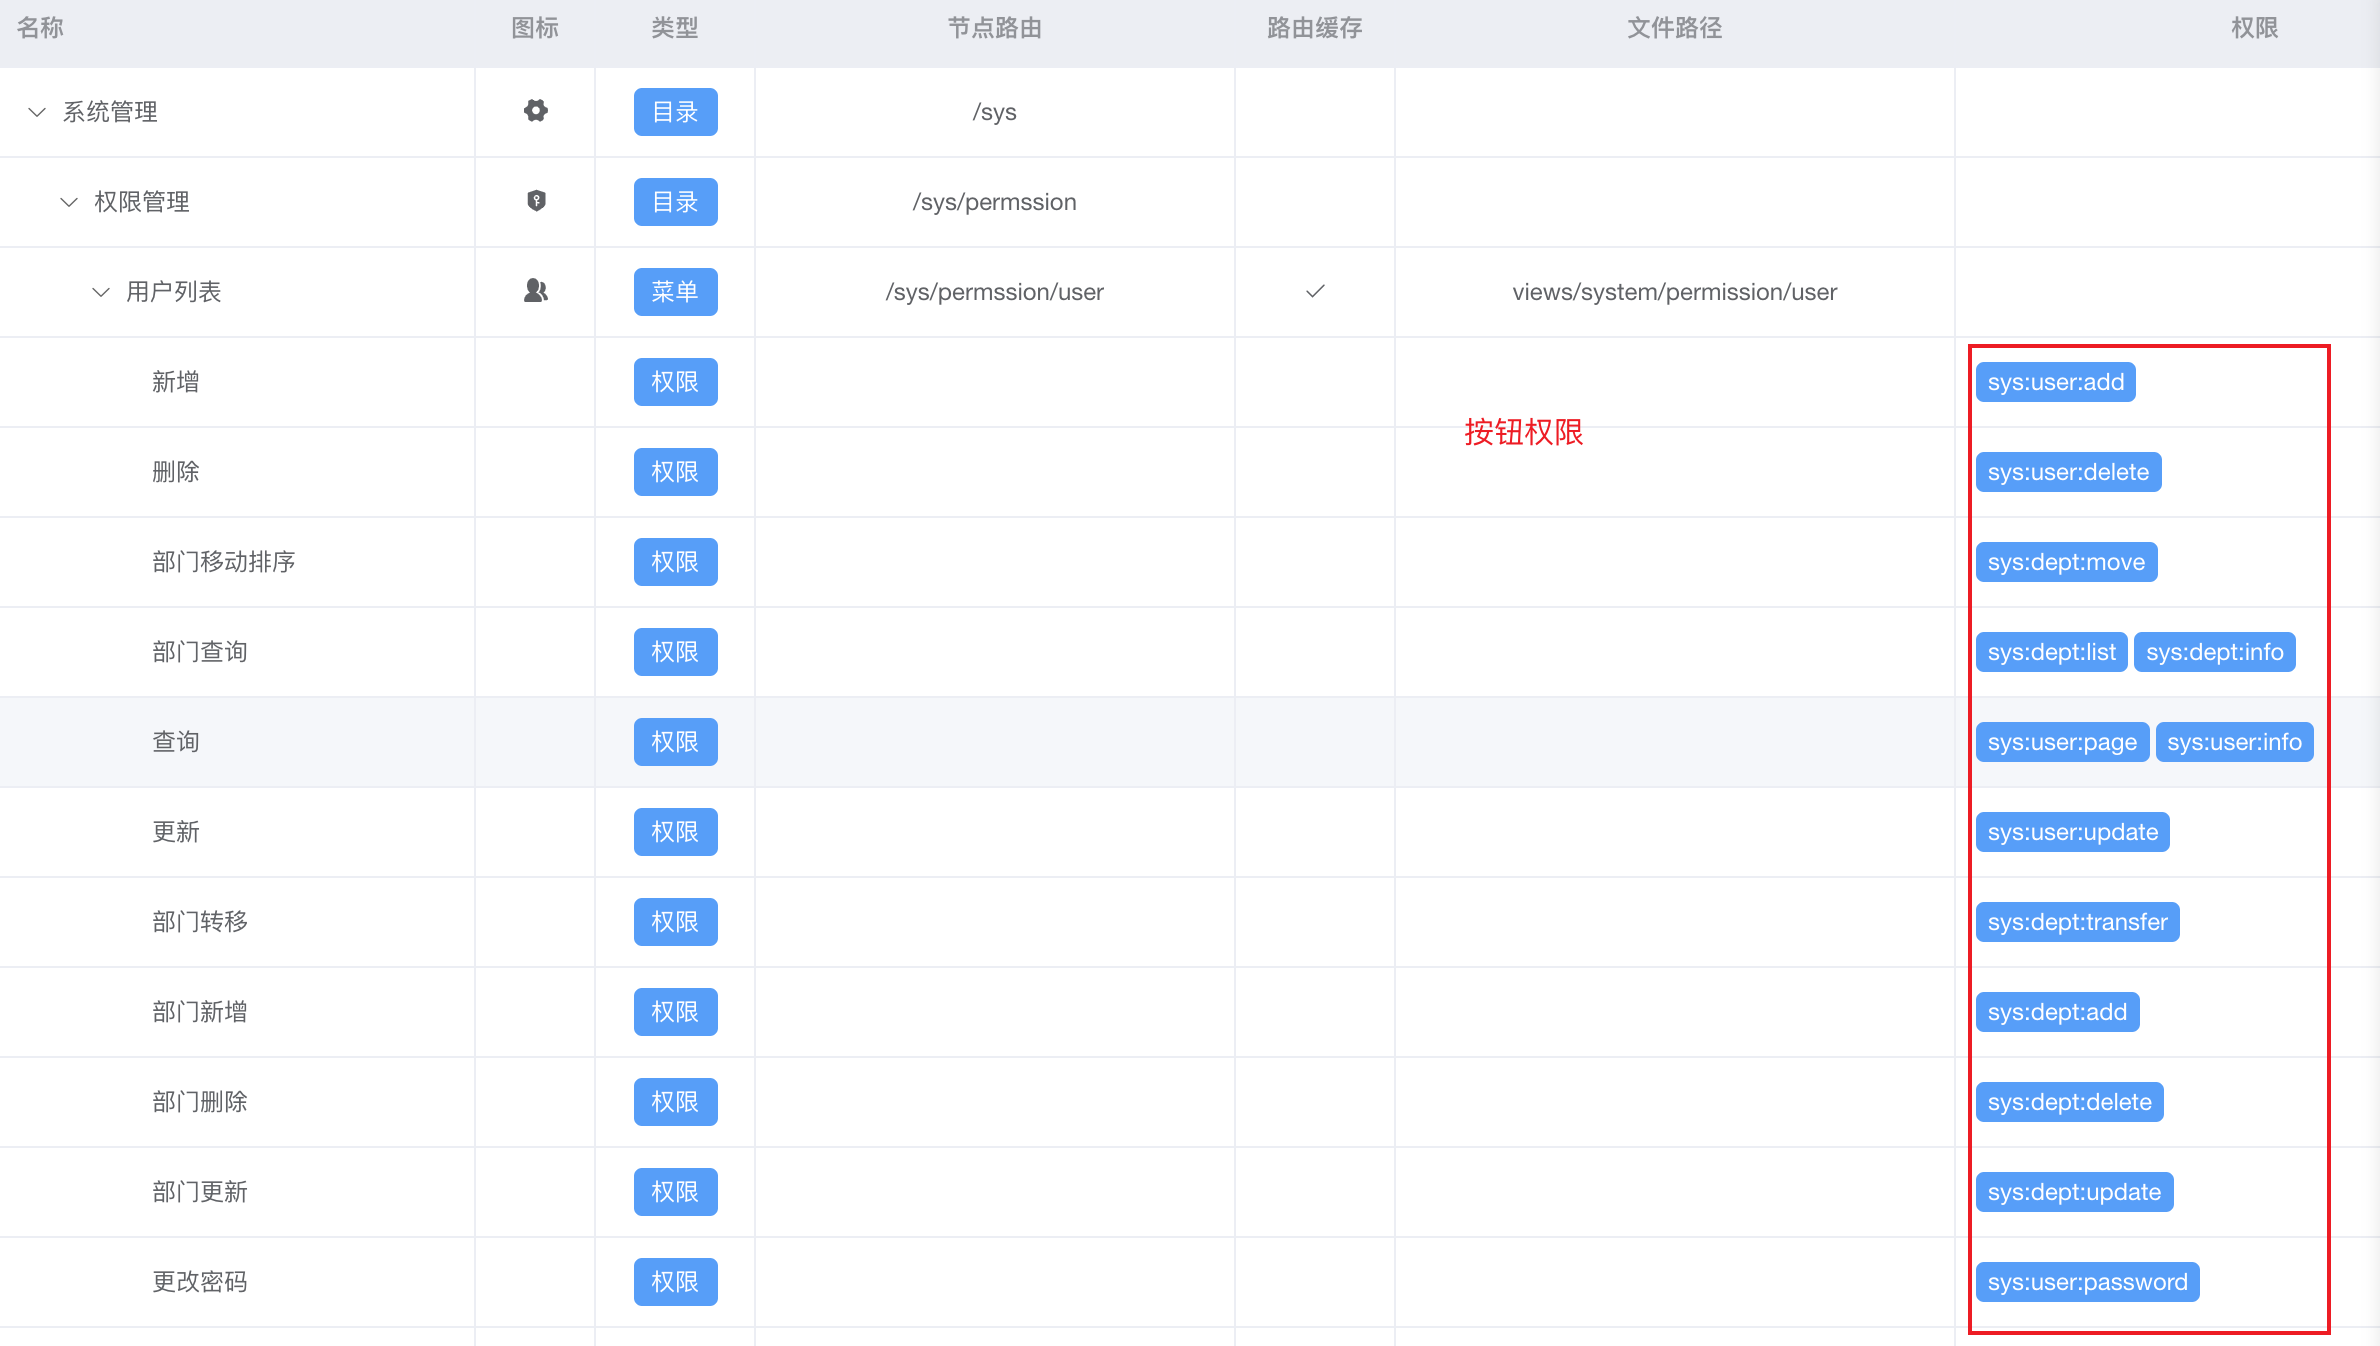 名称 图标 类型 节点路由 路由缓存 文件路径 权限
系统管理 目录 /sys
权限管理 目录 /sys/permssion
用户列表 菜单 /sys/permssion/user views/system/permission/user
新增 权限 sys:user:add
按钮权限
删除 权限 sys:user:delete
部门移动排序 权限 sys:dept:move
部门查询 权限 sys:dept:list sys:dept:info
查询 权限 sys:user:page sys:user:info
更新 权限 sys:user:update
部门转移 权限 sys:dept:transfer
部门新增 权限 sys:dept:add
部门删除 权限 sys:dept:delete
部门更新 权限 sys:dept:update
更改密码 权限 sys:user:password